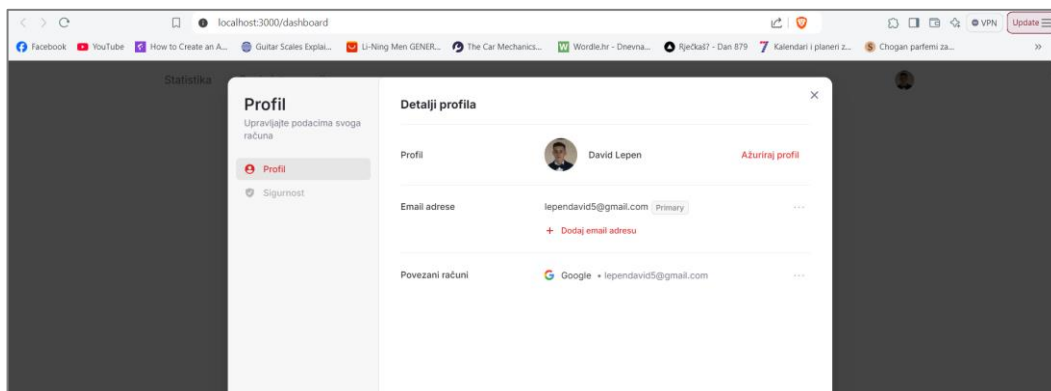 localhost:3000/dashboard
VPN
Update
Facebook
YouTube
How to Create an A...
Guitar Scales Explai...
Li-Ning Men GENER...
The Car Mechanics...
Wordle.hr - Dnevna...
Rječkaš? - Dan 879
Kalendari i planeri z...
Chogan parfemi za...
Statistika
Profil
Upravljajte podacima svoga
računa
Profil
Sigurnost
Detalji profila
Profil
David Lepen
Ažuriraj profil
Email adrese
lependavid5@gmail.com Primary
+ Dodaj email adresu
Povezani računi
Google • lependavid5@gmail.com